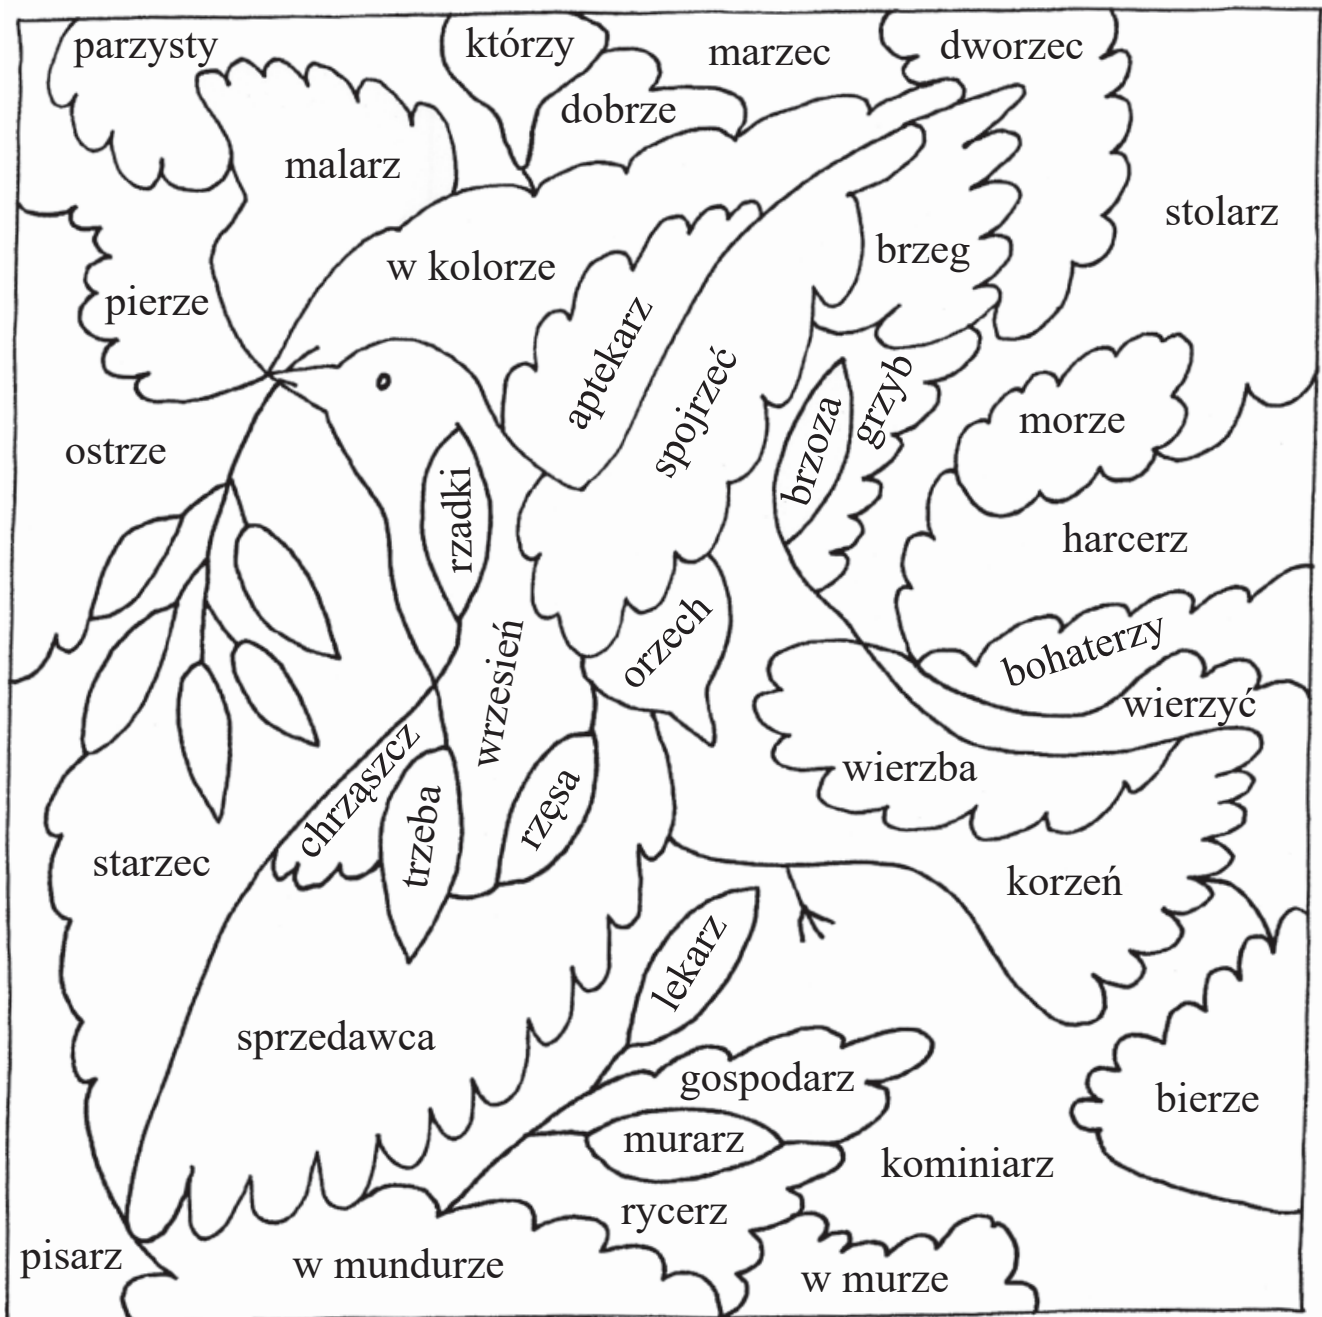 parzysty
którzy
marzec
dworzec
dobrze
malarz
stolarz
w kolorze
brzeg
pierze
aptekarz
spojrzeć
grzyb
brzoza
morze
ostrze
rzadki
harcerz
wrzesień
orzech
bohaterzy
wierzyć
chrząszcz
wierzba
trzeba
rzęsa
starzec
korzeń
lekarz
sprzedawca
gospodarz
bierze
murarz
kominiarz
rycerz
pisarz
w mundurze
w murze